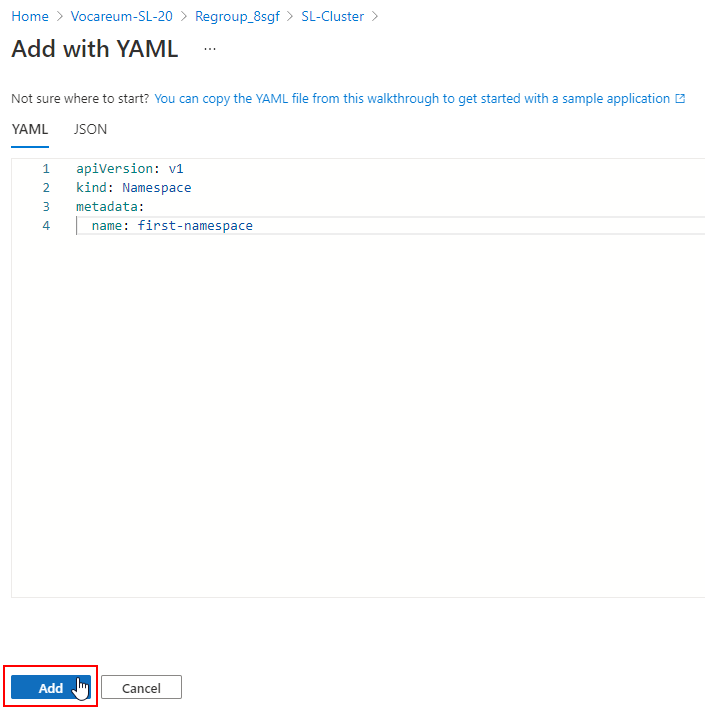 Home > Vocareum-SL-20 > Regroup_8sgf > SL-Cluster >
Add with YAML ...
Not sure where to start? You can copy the YAML file from this walkthrough to get started with a sample application
YAML JSON
1 apiVersion: v1
2 kind: Namespace
3 metadata:
4   name: first-namespace
Add Cancel